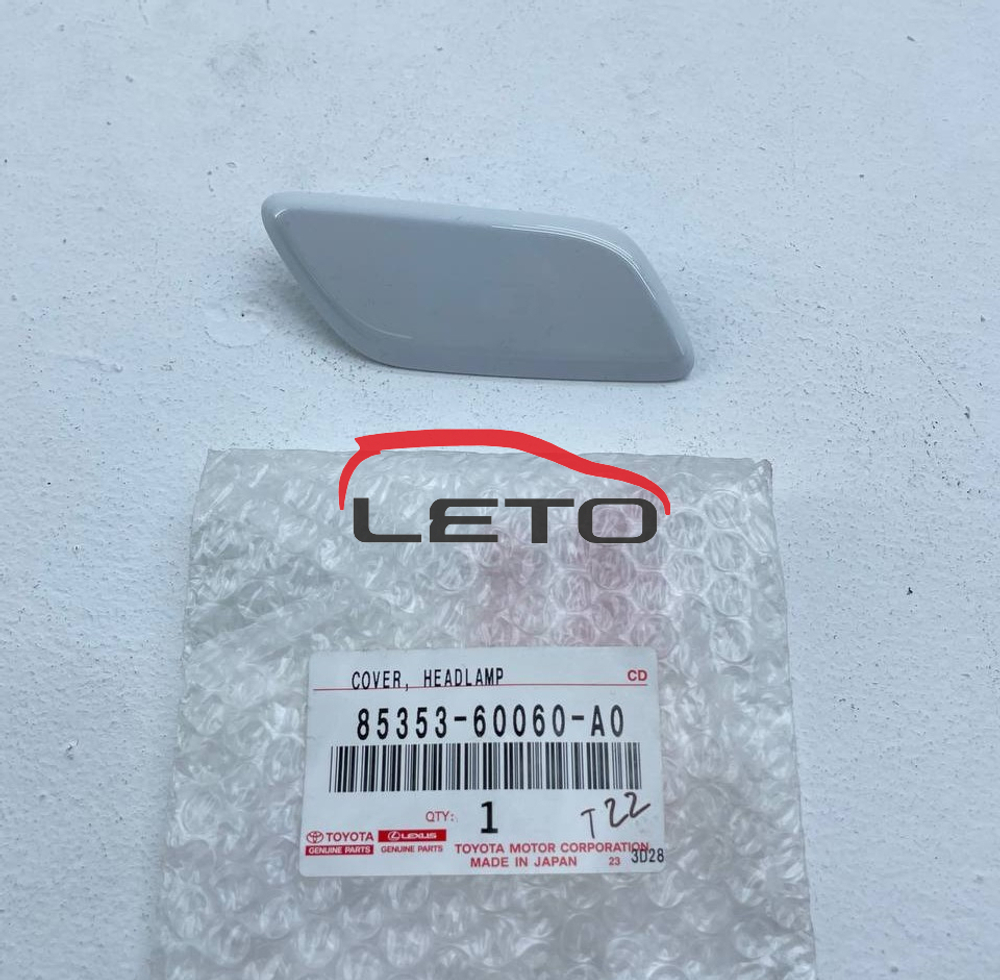 LETO
COVER, HEADLAMP CD
85353-60060-A0
QTY: 1
T22
TOYOTA LEXUS
GENUINE PARTS GENUINE PARTS
TOYOTA MOTOR CORPORATION
MADE IN JAPAN 23 3D28